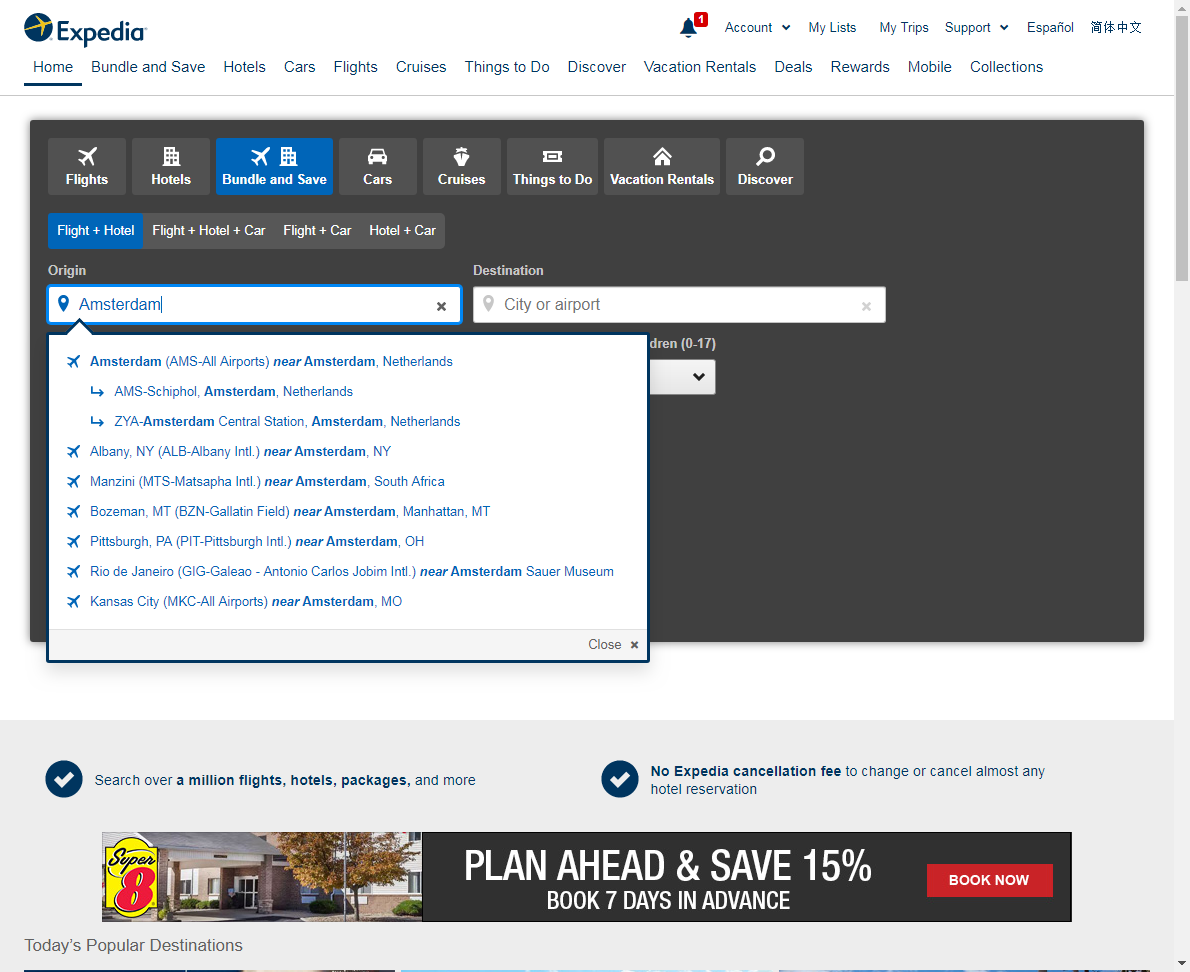 Expedia
1
Account
My Lists
My Trips
Support
Español
简体中文
Home
Bundle and Save
Hotels
Cars
Flights
Cruises
Things to Do
Discover
Vacation Rentals
Deals
Rewards
Mobile
Collections
Flights
Hotels
Bundle and Save
Cars
Cruises
Things to Do
Vacation Rentals
Discover
Flight + Hotel
Flight + Hotel + Car
Flight + Car
Hotel + Car
Origin
Destination
Amsterdam
City or airport
dren (0-17)
Amsterdam (AMS-All Airports) near Amsterdam, Netherlands
AMS-Schiphol, Amsterdam, Netherlands
ZYA-Amsterdam Central Station, Amsterdam, Netherlands
Albany, NY (ALB-Albany Intl.) near Amsterdam, NY
Manzini (MTS-Matsapha Intl.) near Amsterdam, South Africa
Bozeman, MT (BZN-Gallatin Field) near Amsterdam, Manhattan, MT
Pittsburgh, PA (PIT-Pittsburgh Intl.) near Amsterdam, OH
Rio de Janeiro (GIG-Galeao - Antonio Carlos Jobim Intl.) near Amsterdam Sauer Museum
Kansas City (MKC-All Airports) near Amsterdam, MO
Close
Search over a million flights, hotels, packages, and more
No Expedia cancellation fee to change or cancel almost any
hotel reservation
Super
8
PLAN AHEAD & SAVE 15%
BOOK 7 DAYS IN ADVANCE
BOOK NOW
Today's Popular Destinations